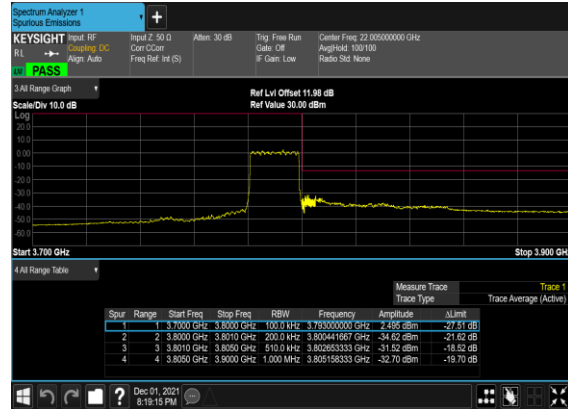 Spectrum Analyzer 1
Spurious Emissions
KEYSIGHT Input: RF Input Z: 50 Ω Atten: 30 dB Trig: Free Run Center Freq: 22.005000000 GHz
RL Coupling: DC Corr CCorr Gate: Off Avg|Hold: 100/100
Align: Auto Freq Ref: Int (S) IF Gain: Low Radio Std: None
PASS
3 All Range Graph
Ref Lvl Offset 11.98 dB
Scale/Div 10.0 dB Ref Value 30.00 dBm
Log
20.0
10.0
0.00
-10.0
-20.0
-30.0
-40.0
-50.0
-60.0
Start 3.700 GHz Stop 3.900 GHz
4 All Range Table
Measure Trace Trace 1
Trace Type Trace Average (Active)
Spur Range Start Freq Stop Freq RBW Frequency Amplitude ΔLimit
1 1 3.7000 GHz 3.8000 GHz 100.0 kHz 3.793000000 GHz 2.495 dBm -27.51 dB
2 2 3.8000 GHz 3.8010 GHz 200.0 kHz 3.800441667 GHz -34.62 dBm -21.62 dB
3 3 3.8010 GHz 3.8050 GHz 510.0 kHz 3.802653333 GHz -31.52 dBm -18.52 dB
4 4 3.8050 GHz 3.9000 GHz 1.000 MHz 3.805158333 GHz -32.70 dBm -19.70 dB
? Dec 01, 2021
8:19:15 PM